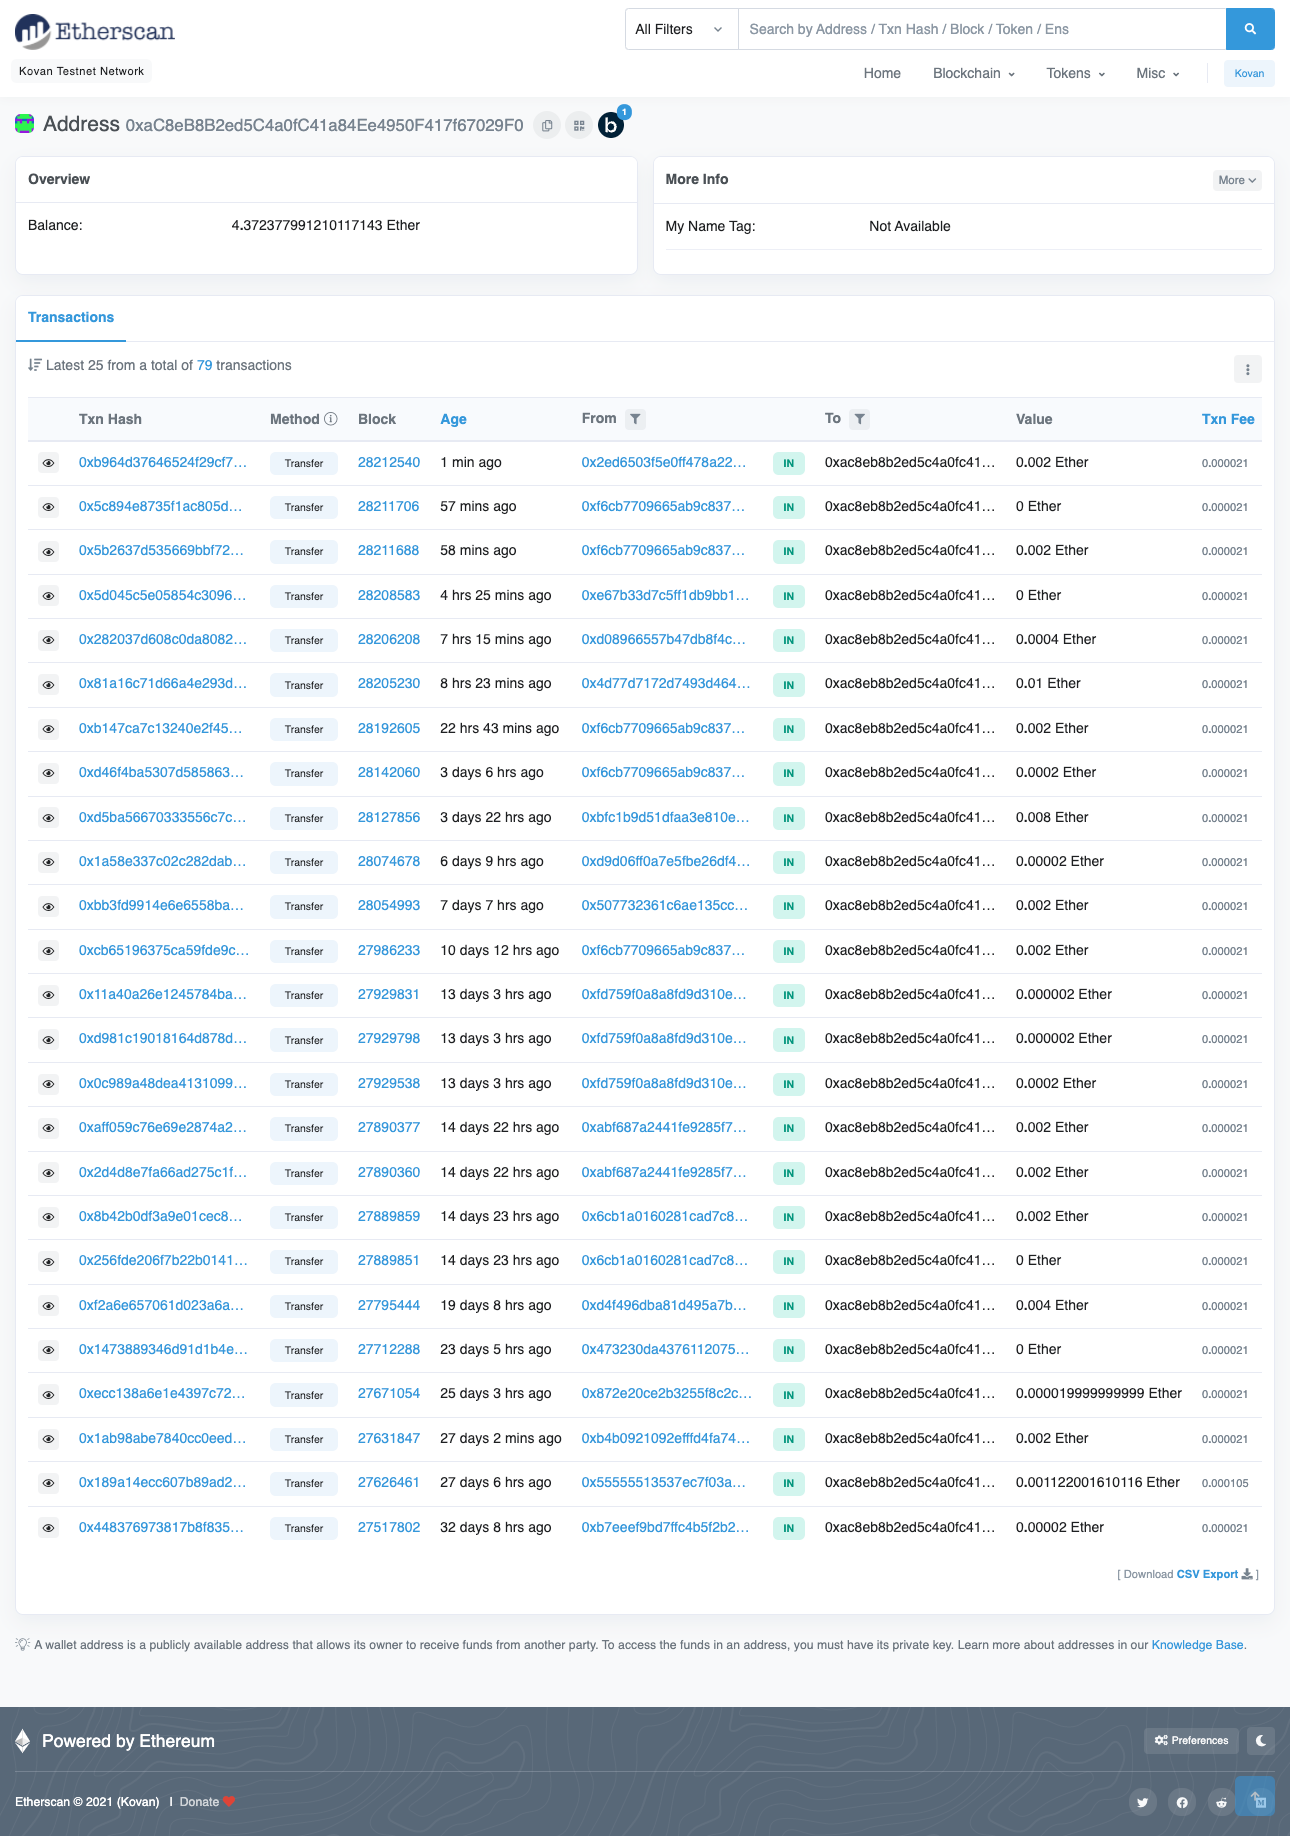 Etherscan
All Filters
Search by Address / Txn Hash / Block / Token / Ens
Kovan Testnet Network
Home Blockchain Tokens Misc Kovan
Address 0xaC8eB8B2ed5C4a0fC41a84Ee4950F417f67029F0 b 1
Overview
Balance: 4.372377991210117143 Ether
More Info More
My Name Tag: Not Available
Transactions
Latest 25 from a total of 79 transactions
Txn Hash Method Block Age From To Value Txn Fee
0xb964d37646524f29cf7... Transfer 28212540 1 min ago 0x2ed6503f5e0ff478a22... IN 0xac8eb8b2ed5c4a0fc41... 0.002 Ether 0.000021
0x5c894e8735f1ac805d... Transfer 28211706 57 mins ago 0xf6cb7709665ab9c837... IN 0xac8eb8b2ed5c4a0fc41... 0 Ether 0.000021
0x5b2637d535669bbf72... Transfer 28211688 58 mins ago 0xf6cb7709665ab9c837... IN 0xac8eb8b2ed5c4a0fc41... 0.002 Ether 0.000021
0x5d045c5e05854c3096... Transfer 28208583 4 hrs 25 mins ago 0xe67b33d7c5ff1db9bb1... IN 0xac8eb8b2ed5c4a0fc41... 0 Ether 0.000021
0x282037d608c0da8082... Transfer 28206208 7 hrs 15 mins ago 0xd08966557b47db8f4c... IN 0xac8eb8b2ed5c4a0fc41... 0.0004 Ether 0.000021
0x81a16c71d66a4e293d... Transfer 28205230 8 hrs 23 mins ago 0x4d77d7172d7493d464... IN 0xac8eb8b2ed5c4a0fc41... 0.01 Ether 0.000021
0xb147ca7c13240e2f45... Transfer 28192605 22 hrs 43 mins ago 0xf6cb7709665ab9c837... IN 0xac8eb8b2ed5c4a0fc41... 0.002 Ether 0.000021
0xd46f4ba5307d585863... Transfer 28142060 3 days 6 hrs ago 0xf6cb7709665ab9c837... IN 0xac8eb8b2ed5c4a0fc41... 0.0002 Ether 0.000021
0xd5ba56670333556c7c... Transfer 28127856 3 days 22 hrs ago 0xbfc1b9d51dfaa3e810e... IN 0xac8eb8b2ed5c4a0fc41... 0.008 Ether 0.000021
0x1a58e337c02c282dab... Transfer 28074678 6 days 9 hrs ago 0xd9d06ff0a7e5fbe26df4... IN 0xac8eb8b2ed5c4a0fc41... 0.00002 Ether 0.000021
0xbb3fd9914e6e6558ba... Transfer 28054993 7 days 7 hrs ago 0x507732361c6ae135cc... IN 0xac8eb8b2ed5c4a0fc41... 0.002 Ether 0.000021
0xcb65196375ca59fde9c... Transfer 27986233 10 days 12 hrs ago 0xf6cb7709665ab9c837... IN 0xac8eb8b2ed5c4a0fc41... 0.002 Ether 0.000021
0x11a40a26e1245784ba... Transfer 27929831 13 days 3 hrs ago 0xfd759f0a8a8fd9d310e... IN 0xac8eb8b2ed5c4a0fc41... 0.000002 Ether 0.000021
0xd981c19018164d878d... Transfer 27929798 13 days 3 hrs ago 0xfd759f0a8a8fd9d310e... IN 0xac8eb8b2ed5c4a0fc41... 0.000002 Ether 0.000021
0x0c989a48dea4131099... Transfer 27929538 13 days 3 hrs ago 0xfd759f0a8a8fd9d310e... IN 0xac8eb8b2ed5c4a0fc41... 0.0002 Ether 0.000021
0xaff059c76e69e2874a2... Transfer 27890377 14 days 22 hrs ago 0xabf687a2441fe9285f7... IN 0xac8eb8b2ed5c4a0fc41... 0.002 Ether 0.000021
0x2d4d8e7fa66ad275c1f... Transfer 27890360 14 days 22 hrs ago 0xabf687a2441fe9285f7... IN 0xac8eb8b2ed5c4a0fc41... 0.002 Ether 0.000021
0x8b42b0df3a9e01cec8... Transfer 27889859 14 days 23 hrs ago 0x6cb1a0160281cad7c8... IN 0xac8eb8b2ed5c4a0fc41... 0.002 Ether 0.000021
0x256fde206f7b22b0141... Transfer 27889851 14 days 23 hrs ago 0x6cb1a0160281cad7c8... IN 0xac8eb8b2ed5c4a0fc41... 0 Ether 0.000021
0xf2a6e657061d023a6a... Transfer 27795444 19 days 8 hrs ago 0xd4f496dba81d495a7b... IN 0xac8eb8b2ed5c4a0fc41... 0.004 Ether 0.000021
0x1473889346d91d1b4e... Transfer 27712288 23 days 5 hrs ago 0x473230da4376112075... IN 0xac8eb8b2ed5c4a0fc41... 0 Ether 0.000021
0xecc138a6e1e4397c72... Transfer 27671054 25 days 3 hrs ago 0x872e20ce2b3255f8c2c... IN 0xac8eb8b2ed5c4a0fc41... 0.000019999999999 Ether 0.000021
0x1ab98abe7840cc0eed... Transfer 27631847 27 days 2 mins ago 0xb4b0921092efffd4fa74... IN 0xac8eb8b2ed5c4a0fc41... 0.002 Ether 0.000021
0x189a14ecc607b89ad2... Transfer 27626461 27 days 6 hrs ago 0x55555513537ec7f03a... IN 0xac8eb8b2ed5c4a0fc41... 0.001122001610116 Ether 0.000105
0x448376973817b8f835... Transfer 27517802 32 days 8 hrs ago 0xb7eeef9bd7ffc4b5f2b2... IN 0xac8eb8b2ed5c4a0fc41... 0.00002 Ether 0.000021
[ Download CSV Export ]
A wallet address is a publicly available address that allows its owner to receive funds from another party. To access the funds in an address, you must have its private key. Learn more about addresses in our Knowledge Base.
Powered by Ethereum
Preferences
Etherscan © 2021 (Kovan) | Donate